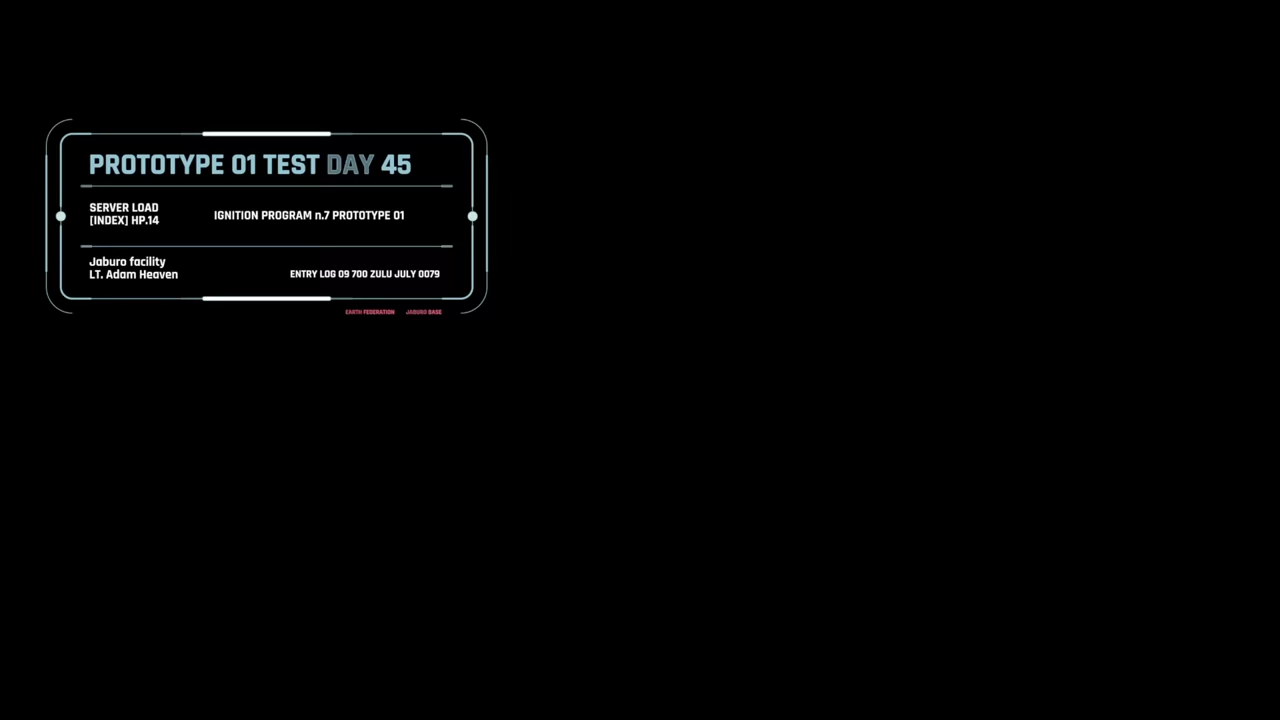 PROTOTYPE 01 TEST DAY 45
SERVER LOAD
[INDEX] HP.14
IGNITION PROGRAM n.7 PROTOTYPE 01
Jaburo facility
LT. Adam Heaven
ENTRY LOG 09 700 ZULU JULY 0079
EARTH FEDERATION JABURO BASE